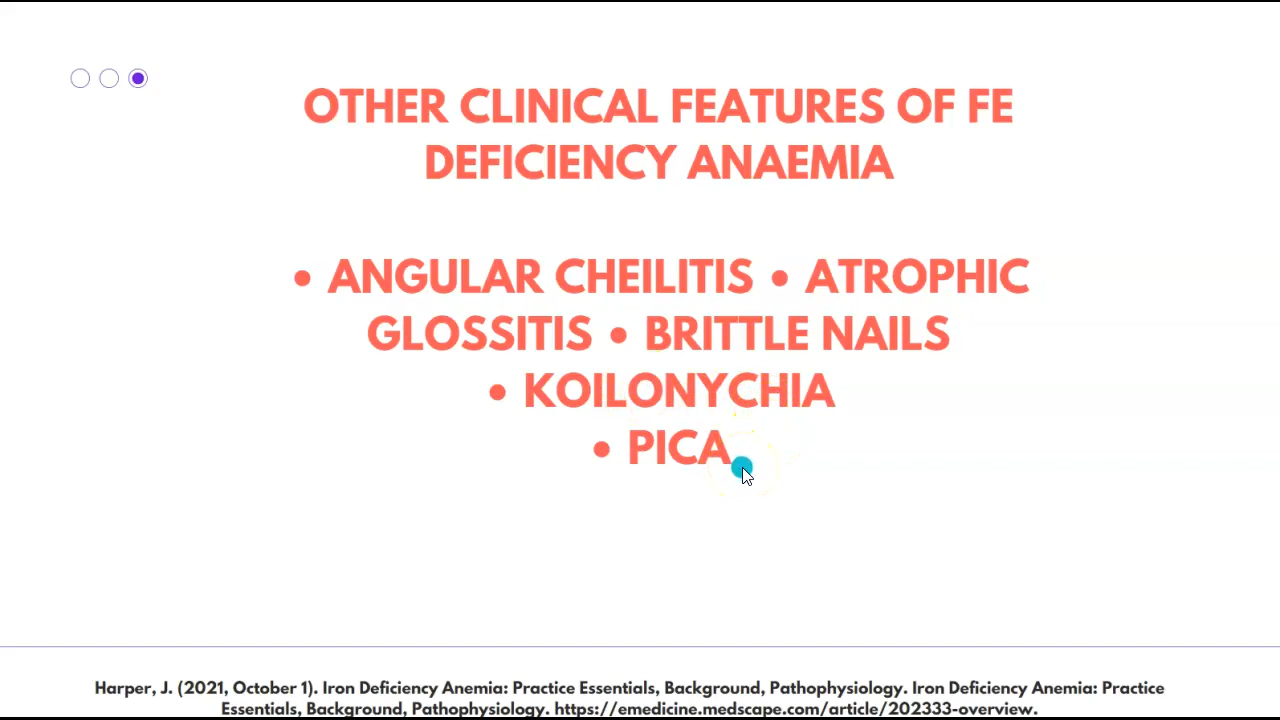 OTHER CLINICAL FEATURES OF FE
DEFICIENCY ANAEMIA
• ANGULAR CHEILITIS • ATROPHIC
GLOSSITIS • BRITTLE NAILS
• KOILONYCHIA
• PICA
Harper, J. (2021, October 1). Iron Deficiency Anemia: Practice Essentials, Background, Pathophysiology. Iron Deficiency Anemia: Practice
Essentials, Background, Pathophysiology. https://emedicine.medscape.com/article/202333-overview.